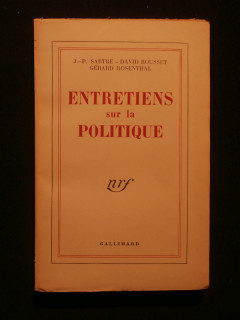 J.-P. SARTRE - DAVID ROUSSET
GÉRARD ROSENTHAL
ENTRETIENS
sur la
POLITIQUE
nrf
GALLIMARD